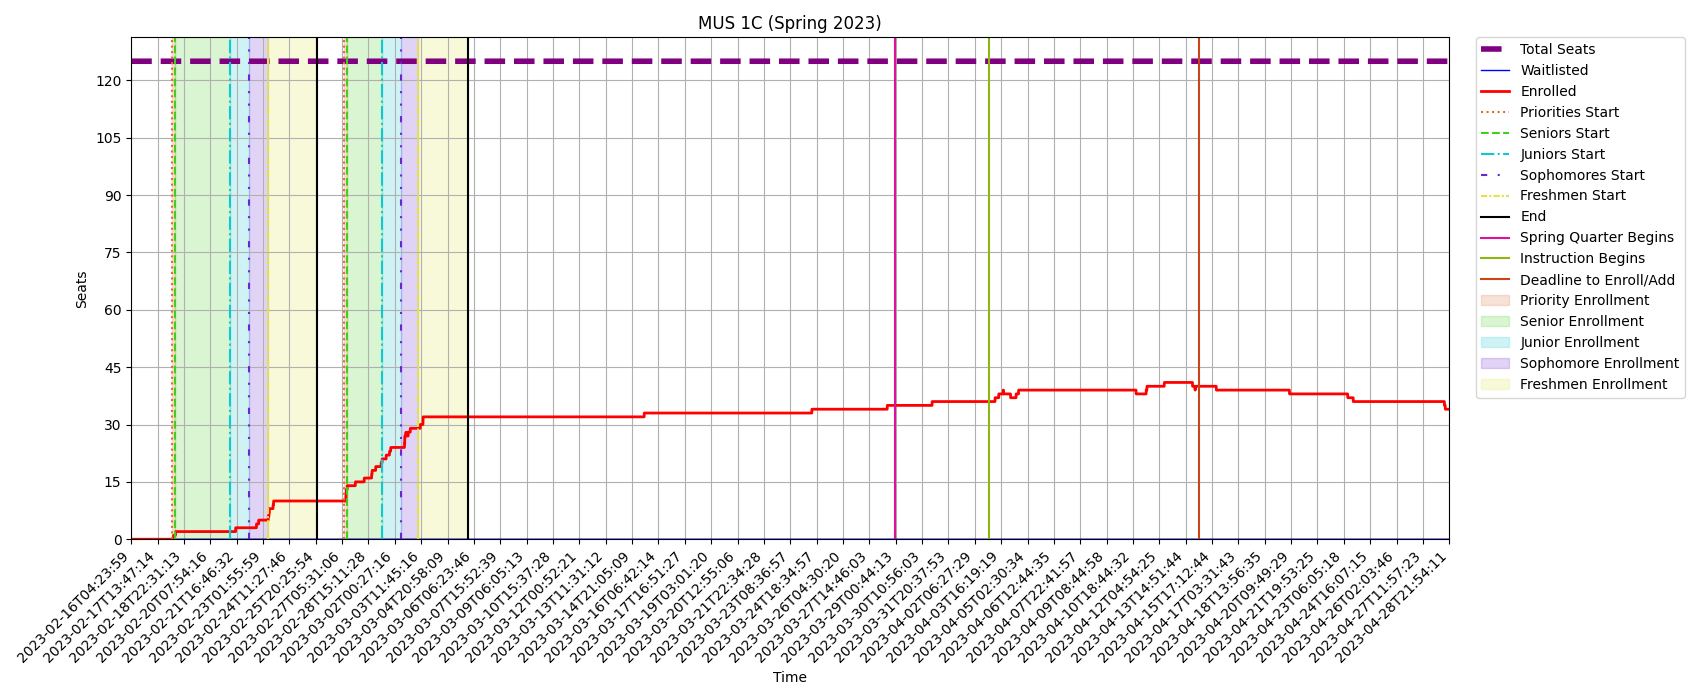 MUS 1C (Spring 2023)
Seats
120
105
90
75
60
45
30
15
0
2023-02-16T04:23:59
2023-02-17T13:47:14
2023-02-18T22:31:13
2023-02-20T07:54:16
2023-02-21T16:46:32
2023-02-23T01:55:59
2023-02-24T11:27:46
2023-02-25T20:25:54
2023-02-27T05:31:06
2023-02-28T15:11:28
2023-03-02T00:27:16
2023-03-03T11:45:16
2023-03-04T20:58:09
2023-03-06T06:23:46
2023-03-07T15:52:39
2023-03-09T06:05:13
2023-03-10T15:37:28
2023-03-12T00:52:21
2023-03-13T11:31:12
2023-03-14T21:05:09
2023-03-16T06:42:14
2023-03-17T16:51:27
2023-03-19T03:01:20
2023-03-20T12:55:06
2023-03-21T22:34:28
2023-03-23T08:36:57
2023-03-24T18:34:57
2023-03-26T04:30:20
2023-03-27T14:46:03
2023-03-29T00:44:13
2023-03-30T10:56:03
2023-03-31T20:37:53
2023-04-02T06:27:29
2023-04-03T16:19:19
2023-04-05T02:30:34
2023-04-06T12:44:35
2023-04-07T22:41:57
2023-04-09T08:44:58
2023-04-10T18:44:32
2023-04-12T04:54:25
2023-04-13T14:51:44
2023-04-15T17:12:44
2023-04-17T03:31:43
2023-04-18T13:56:35
2023-04-20T09:49:29
2023-04-21T19:53:25
2023-04-23T06:05:18
2023-04-24T16:07:15
2023-04-26T02:03:46
2023-04-27T11:57:23
2023-04-28T21:54:11
Time
Total Seats
Waitlisted
Enrolled
Priorities Start
Seniors Start
Juniors Start
Sophomores Start
Freshmen Start
End
Spring Quarter Begins
Instruction Begins
Deadline to Enroll/Add
Priority Enrollment
Senior Enrollment
Junior Enrollment
Sophomore Enrollment
Freshmen Enrollment